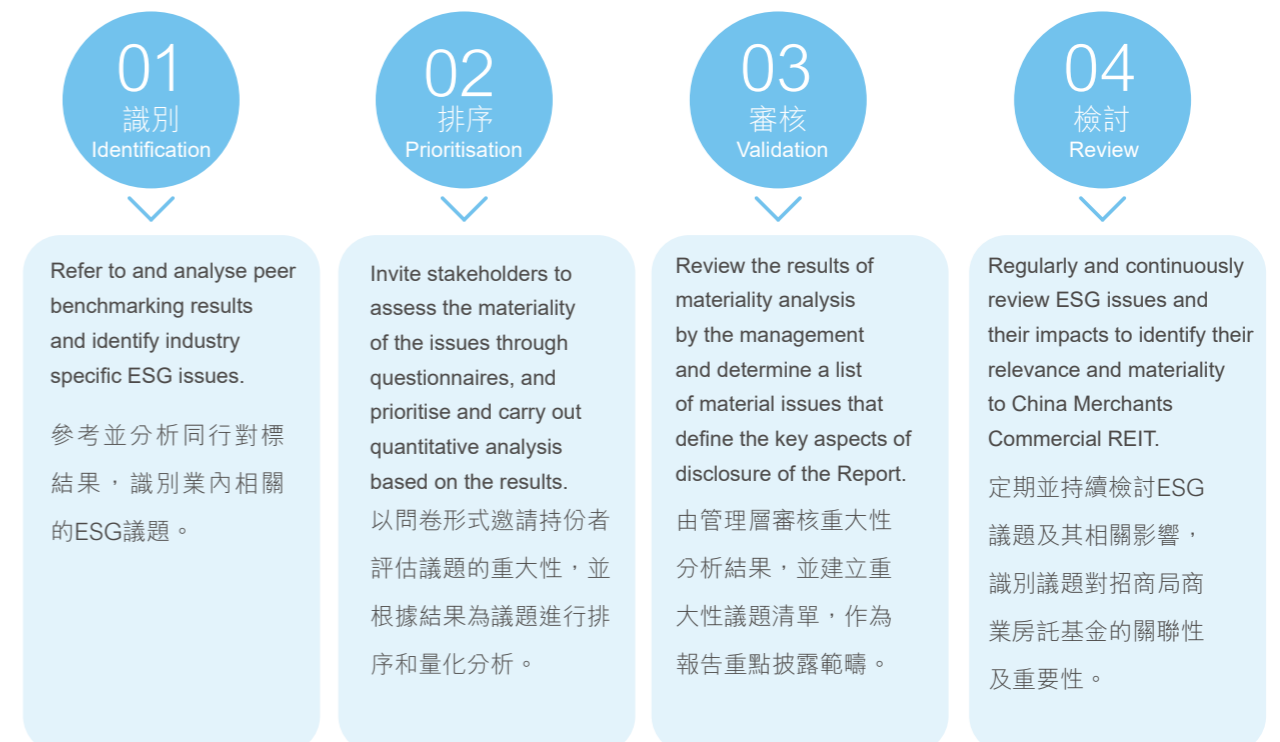 01
識別
Identification
Refer to and analyse peer
benchmarking results
and identify industry
specific ESG issues.
參考並分析同行對標
結果，識別業內相關
的ESG議題。
02
排序
Prioritisation
Invite stakeholders to
assess the materiality
of the issues through
questionnaires, and
prioritise and carry out
quantitative analysis
based on the results.
以問卷形式邀請持份者
評估議題的重大性，並
根據結果為議題進行排
序和量化分析。
03
審核
Validation
Review the results of
materiality analysis
by the management
and determine a list
of material issues that
define the key aspects of
disclosure of the Report.
由管理層審核重大性
分析結果，並建立重
大性議題清單，作為
報告重點披露範疇。
04
檢討
Review
Regularly and continuously
review ESG issues and
their impacts to identify their
relevance and materiality
to China Merchants
Commercial REIT.
定期並持續檢討ESG
議題及其相關影響，
識別議題對招商局商
業房託基金的關聯性
及重要性。